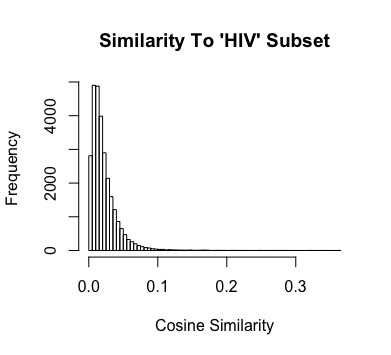 Similarity To 'HIV' Subset
Frequency
4000
2000
0
0.0 0.1 0.2 0.3
Cosine Similarity